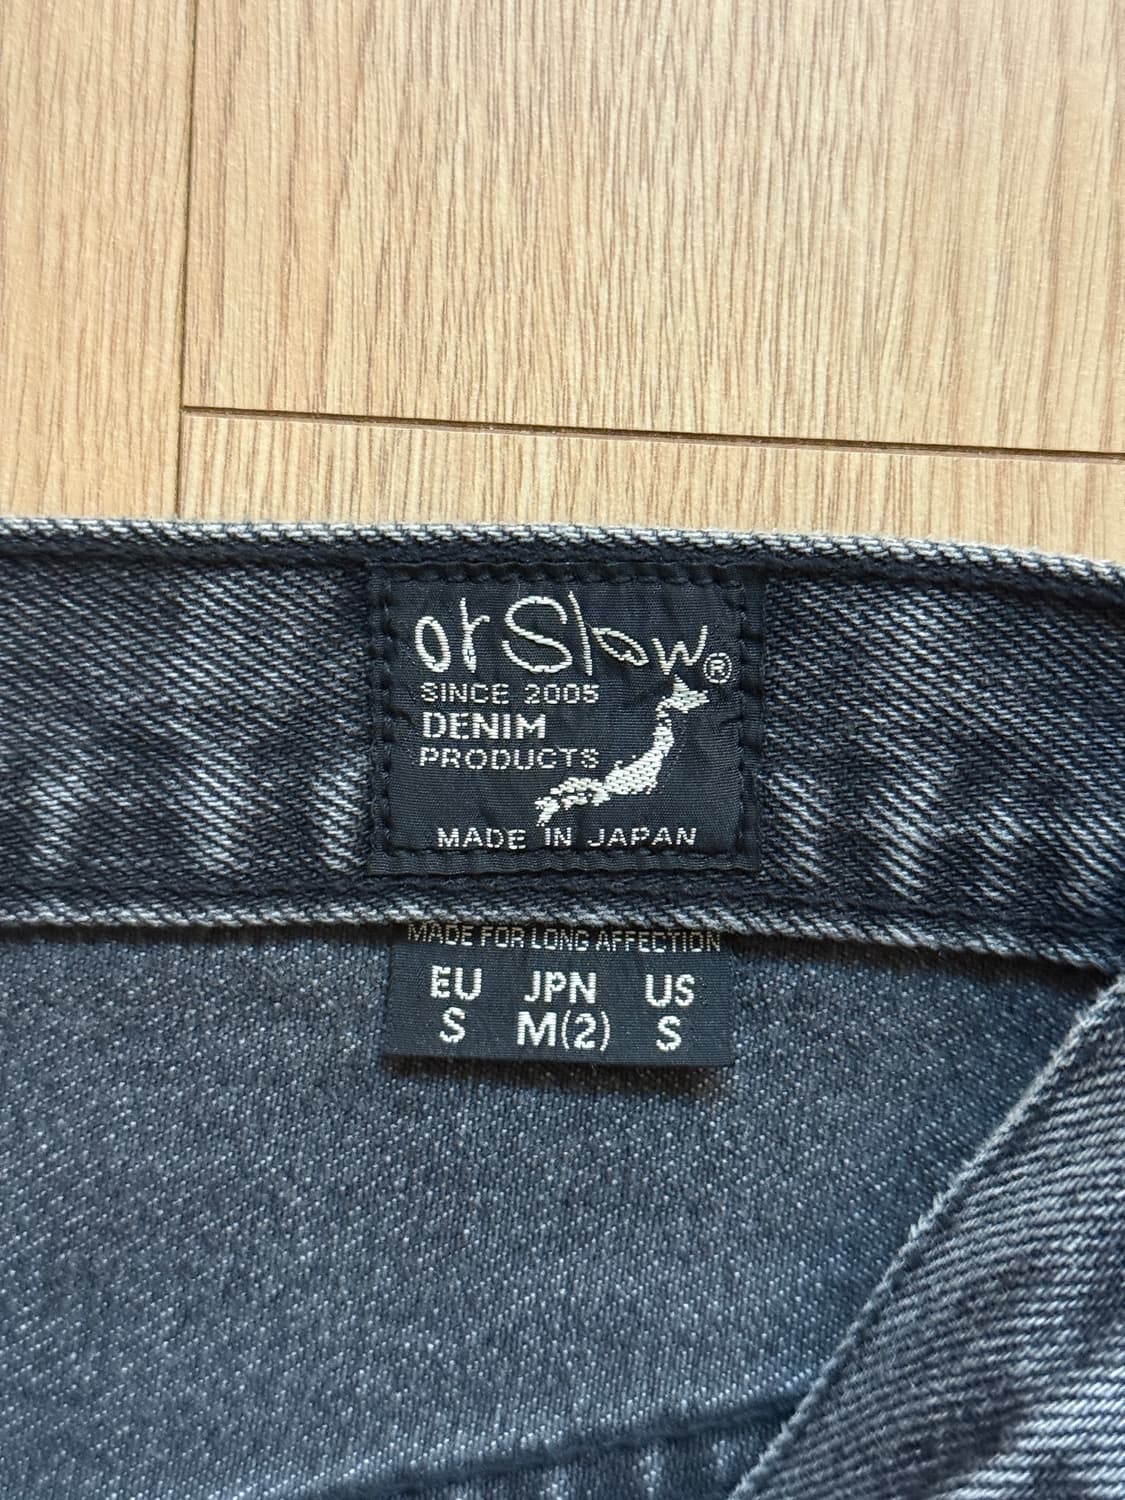 orSlow®
SINCE 2005
DENIM
PRODUCTS
MADE IN JAPAN
MADE FOR LONG AFFECTION
EU JPN US
S M(2) S